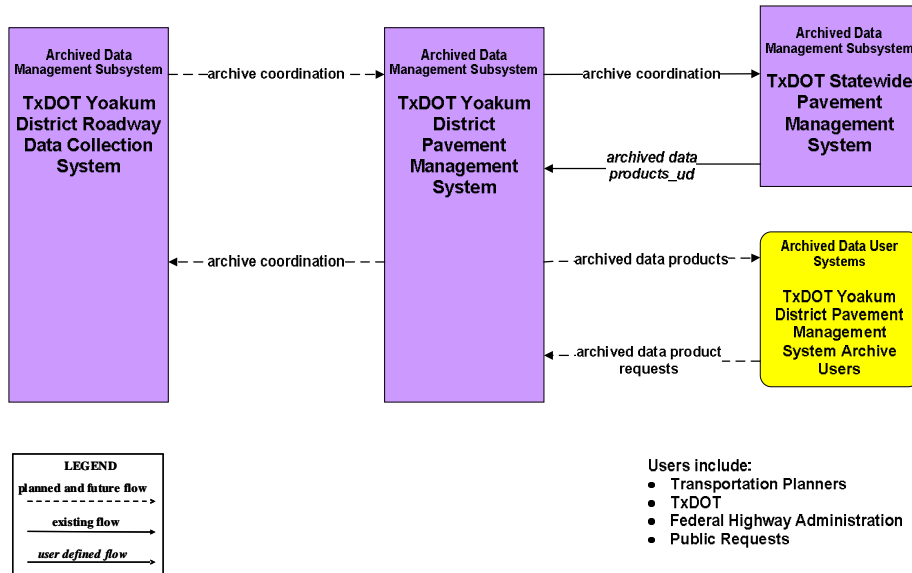 Archived Data
Management Subsystem
TxDOT Yoakum
District Roadway
Data Collection
System
archive coordination
archive coordination
Archived Data
Management Subsystem
TxDOT Yoakum
District
Pavement
Management
System
archive coordination
archived data
products_ud
archived data products
archived data product
requests
Archived Data
Management Subsystem
TxDOT Statewide
Pavement
Management
System
Archived Data User
Systems
TxDOT Yoakum
District Pavement
Management
System Archive
Users
LEGEND
planned and future flow
existing flow
user defined flow
Users include:
● Transportation Planners
● TxDOT
● Federal Highway Administration
● Public Requests